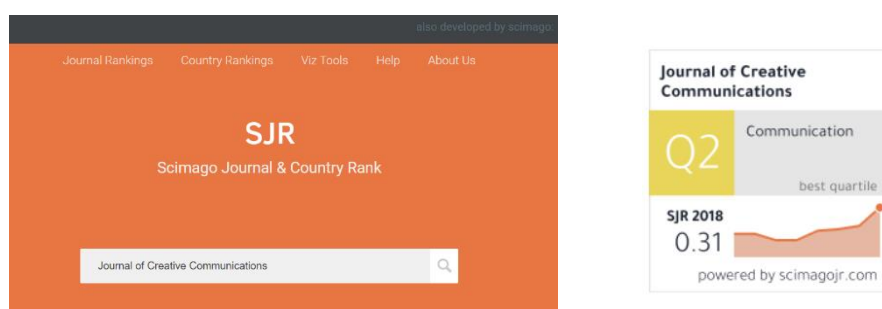 also developed by scimago:
Journal Rankings Country Rankings Viz Tools Help About Us
SJR
Scimago Journal & Country Rank
Journal of Creative Communications
Journal of Creative
Communications
Q2
Communication
best quartile
SJR 2018
0.31
powered by scimagojr.com